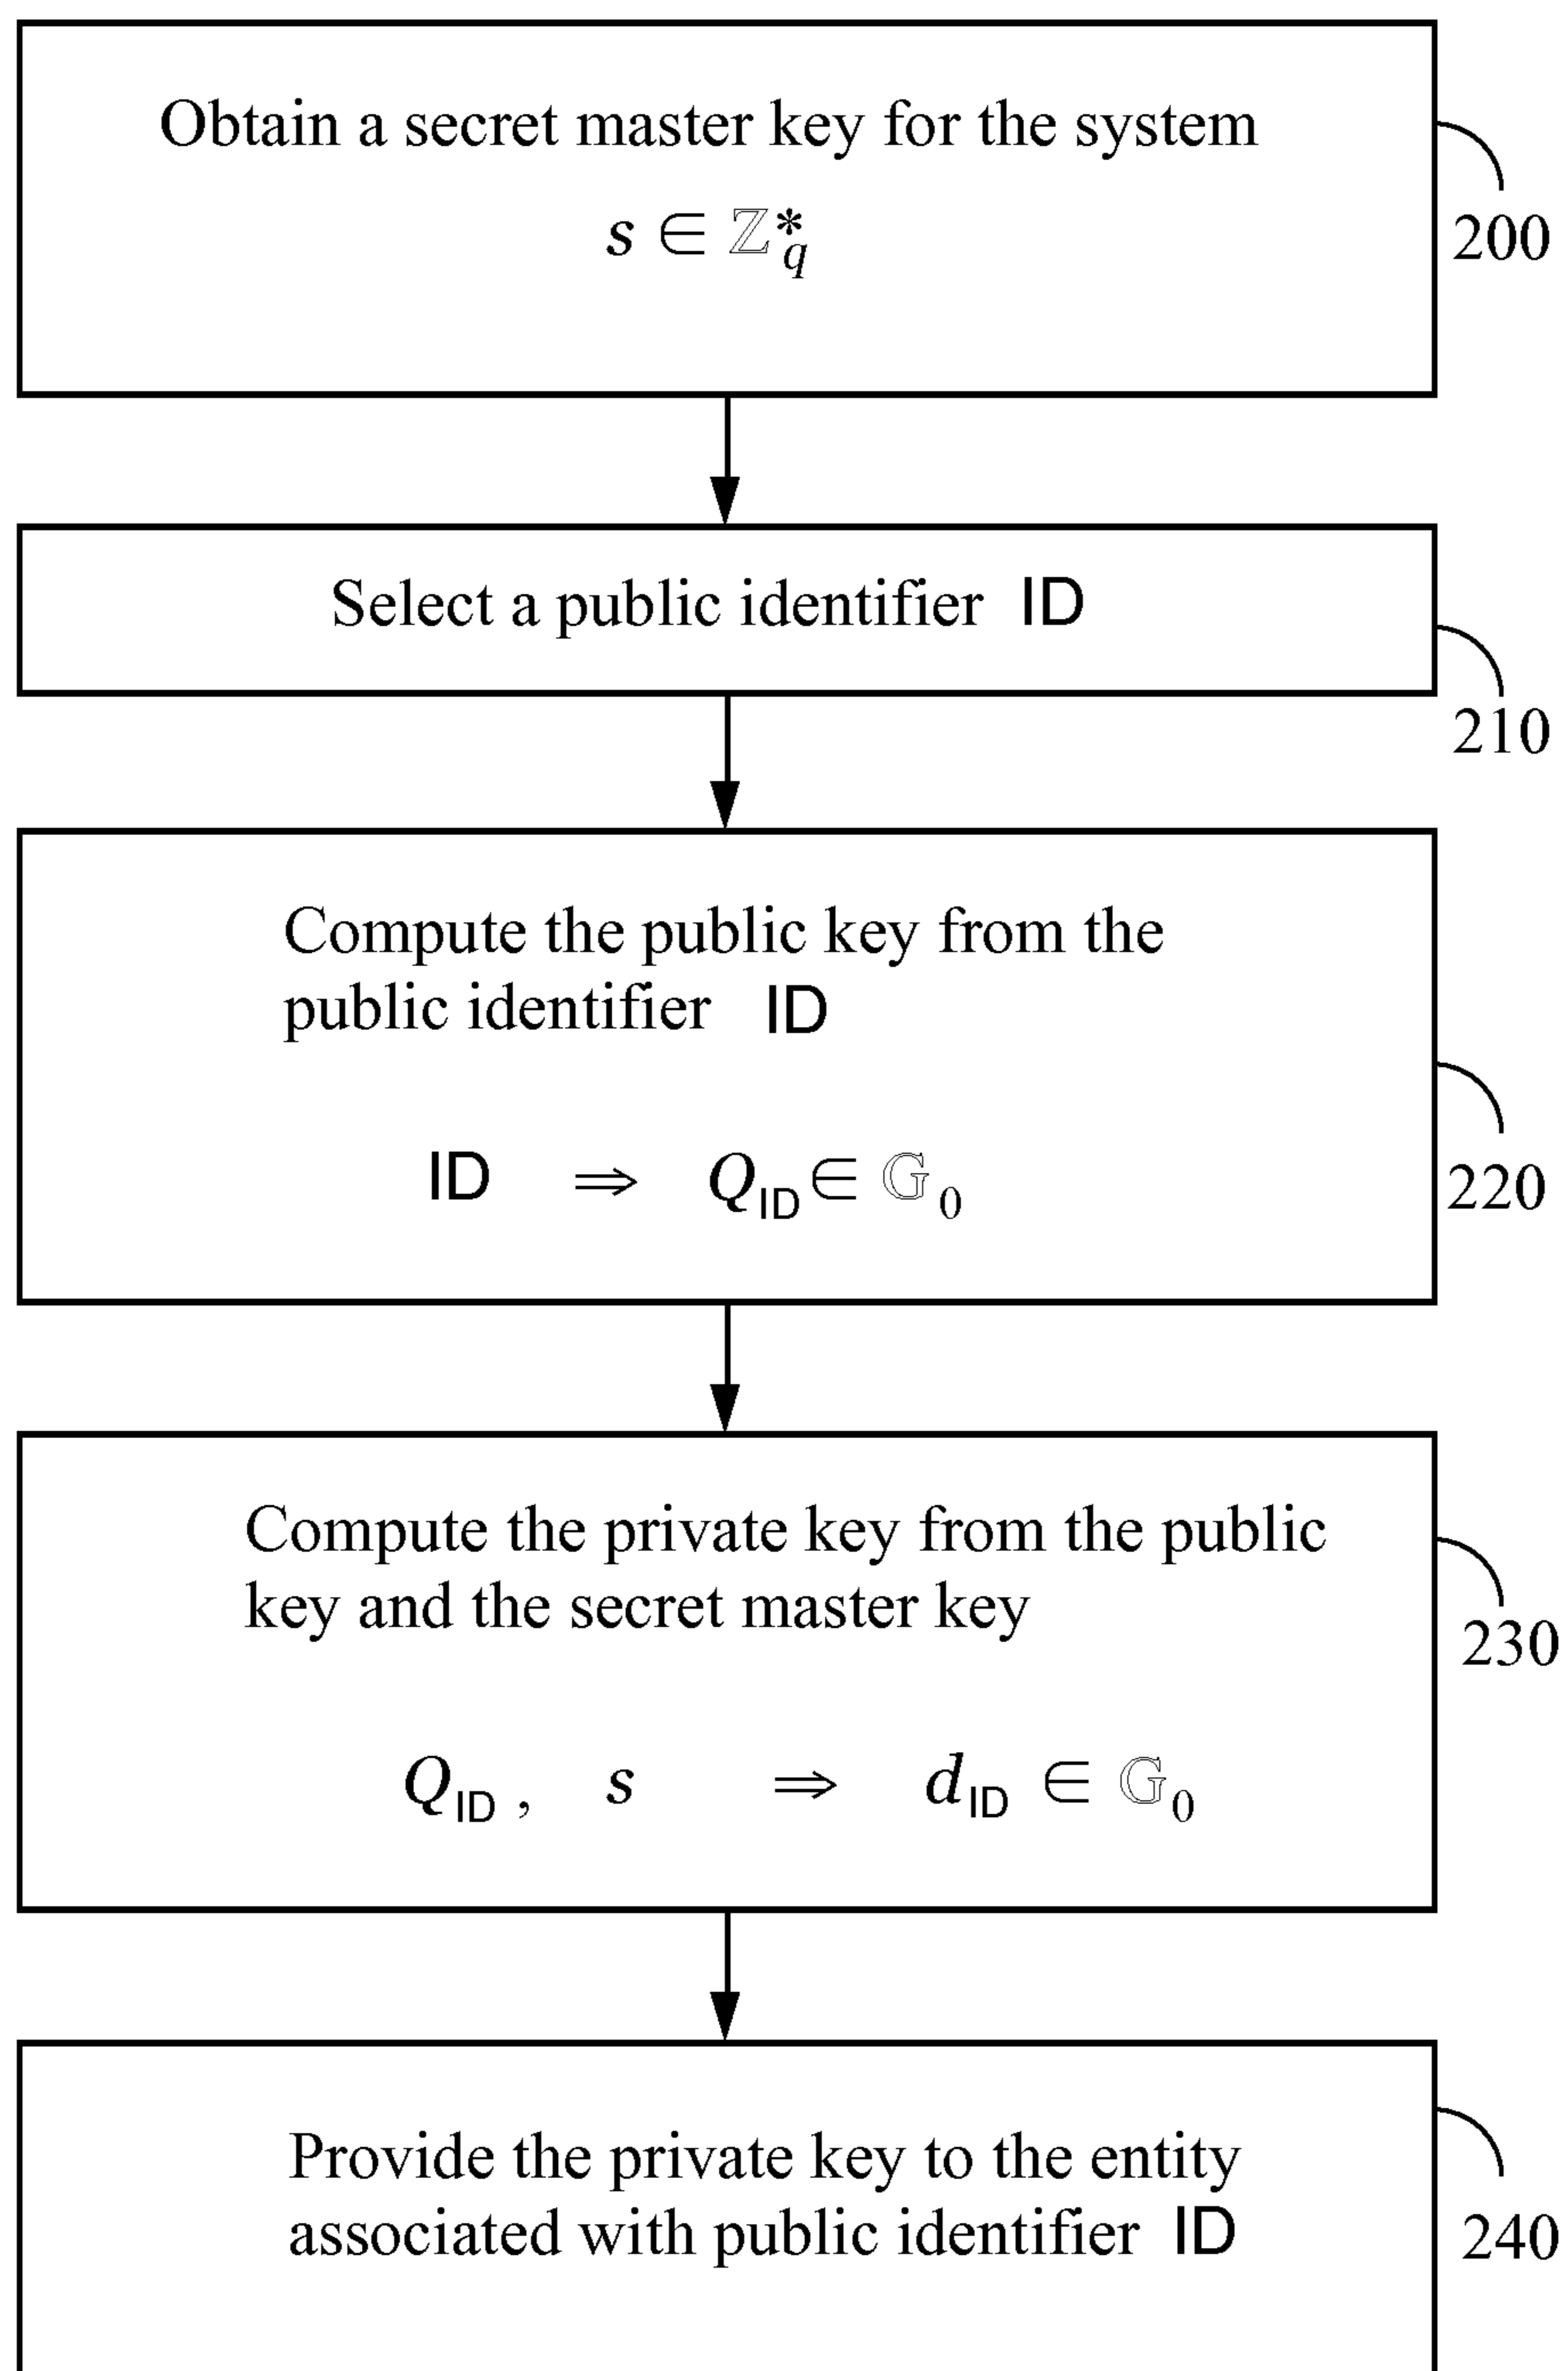 Obtain a secret master key for the system
s ∈ ℤ*q
200
Select a public identifier ID
210
Compute the public key from the
public identifier ID
ID ⇒ QID ∈ 𝔾0
220
Compute the private key from the public
key and the secret master key
230
QID , s ⇒ dID ∈ 𝔾0
Provide the private key to the entity
associated with public identifier ID
240